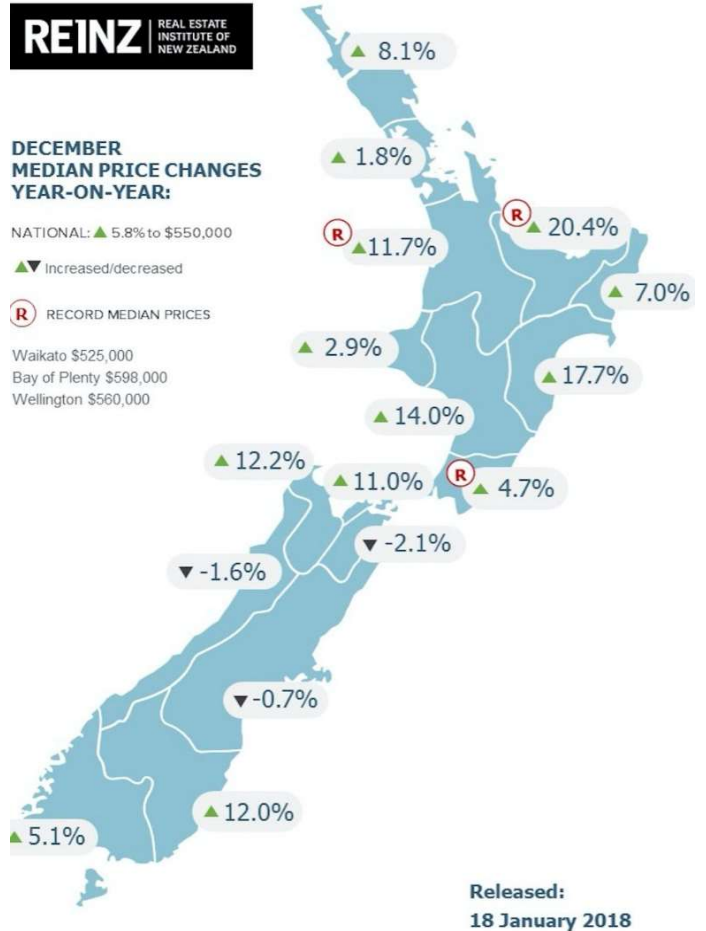 REINZ
REAL ESTATE
INSTITUTE OF
NEW ZEALAND
DECEMBER
MEDIAN PRICE CHANGES
YEAR-ON-YEAR:
NATIONAL: ▲ 5.8% to $550,000
▲▼ Increased/decreased
R RECORD MEDIAN PRICES
Waikato $525,000
Bay of Plenty $598,000
Wellington $560,000
▲ 8.1%
▲ 1.8%
R ▲ 20.4%
R ▲ 11.7%
▲ 7.0%
▲ 2.9%
▲ 17.7%
▲ 14.0%
▲ 12.2%
▲ 11.0%
R ▲ 4.7%
▼ -2.1%
▼ -1.6%
▼ -0.7%
▲ 12.0%
▲ 5.1%
Released:
18 January 2018